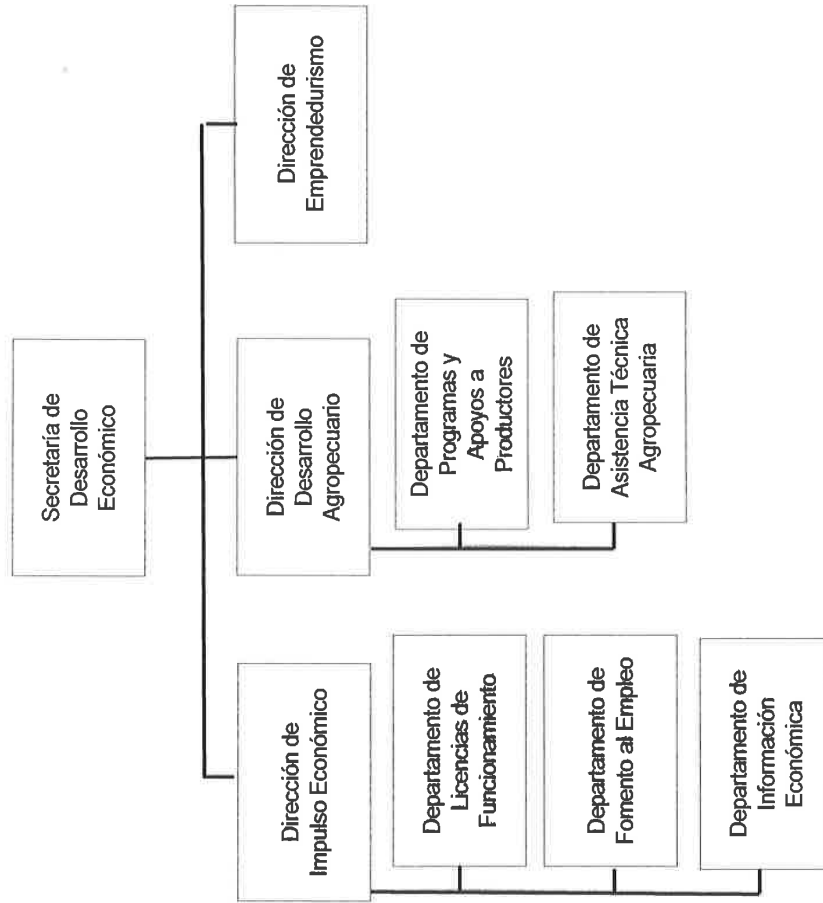 Secretaría de
Desarrollo
Económico
Dirección de
Impulso Económico
Dirección de
Desarrollo
Agropecuario
Dirección de
Emprendedurismo
Departamento de
Licencias de
Funcionamiento
Departamento de
Fomento al Empleo
Departamento de
Información
Económica
Departamento de
Programas y
Apoyos a
Productores
Departamento de
Asistencia Técnica
Agropecuaria